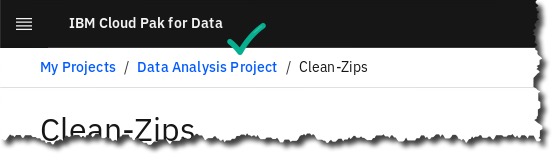 IBM Cloud Pak for Data
My Projects / Data Analysis Project / Clean-Zips
Clean-Zips